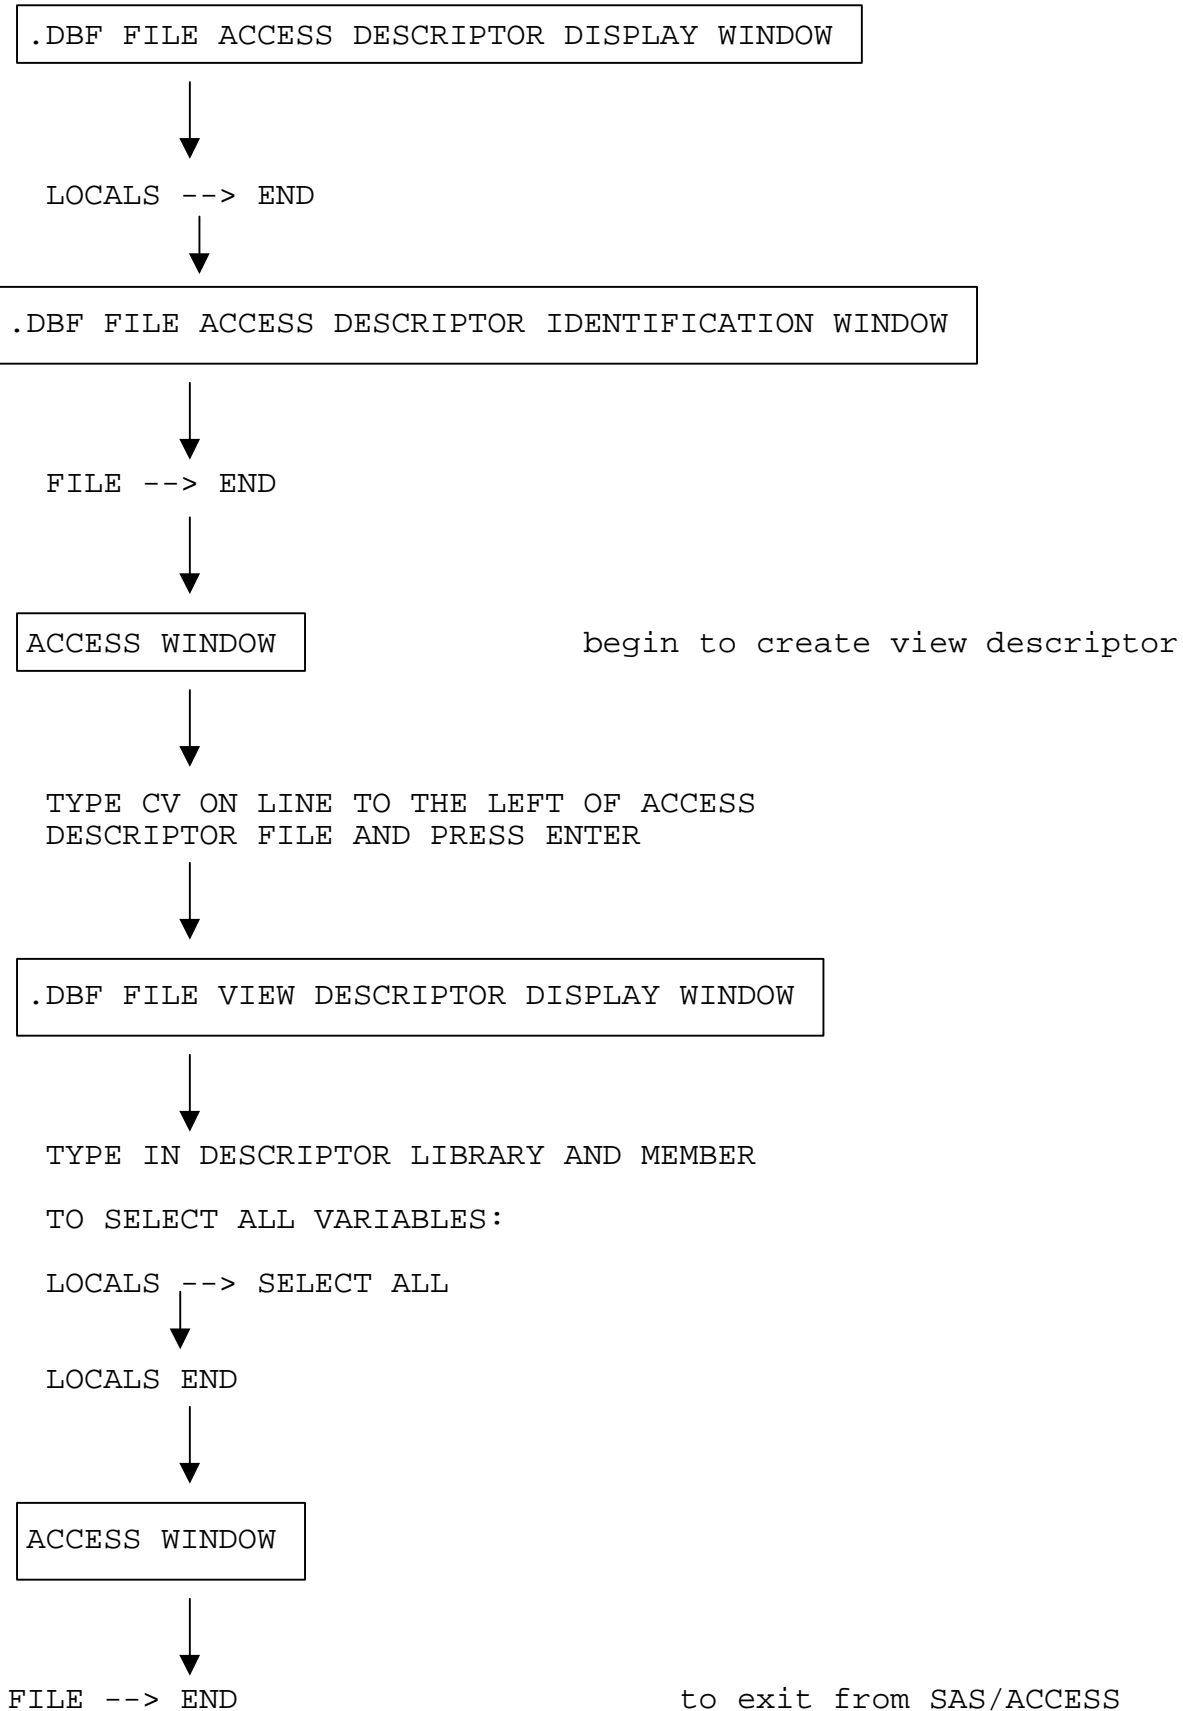 .DBF FILE ACCESS DESCRIPTOR DISPLAY WINDOW
LOCALS --> END
.DBF FILE ACCESS DESCRIPTOR IDENTIFICATION WINDOW
FILE --> END
ACCESS WINDOW
begin to create view descriptor
TYPE CV ON LINE TO THE LEFT OF ACCESS
DESCRIPTOR FILE AND PRESS ENTER
.DBF FILE VIEW DESCRIPTOR DISPLAY WINDOW
TYPE IN DESCRIPTOR LIBRARY AND MEMBER
TO SELECT ALL VARIABLES:
LOCALS --> SELECT ALL
LOCALS END
ACCESS WINDOW
FILE --> END
to exit from SAS/ACCESS